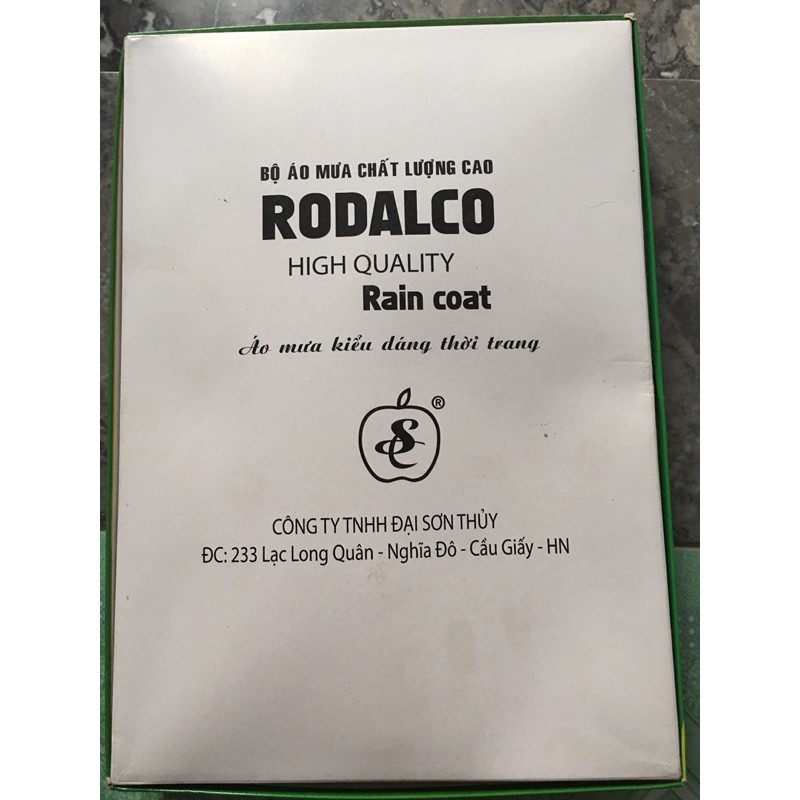 BỘ ÁO MƯA CHẤT LƯỢNG CAO
RODALCO
HIGH QUALITY
Rain coat
Áo mưa kiểu dáng thời trang
SC ®
CÔNG TY TNHH ĐẠI SƠN THỦY
ĐC: 233 Lạc Long Quân - Nghĩa Đô - Cầu Giấy - HN